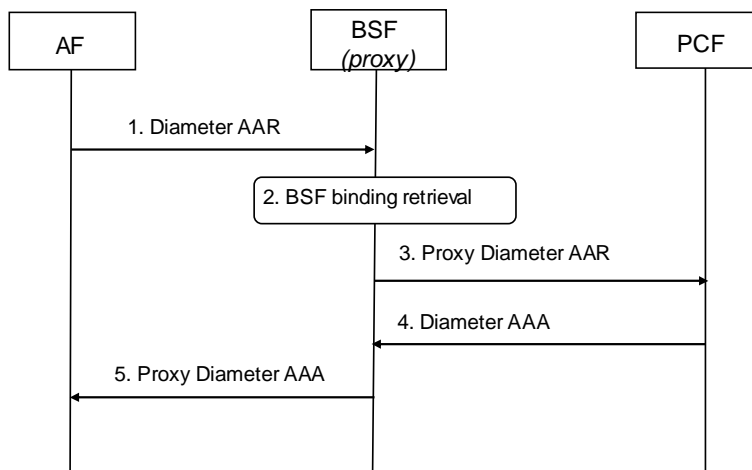 AF
BSF
(proxy)
PCF
1. Diameter AAR
2. BSF binding retrieval
3. Proxy Diameter AAR
4. Diameter AAA
5. Proxy Diameter AAA